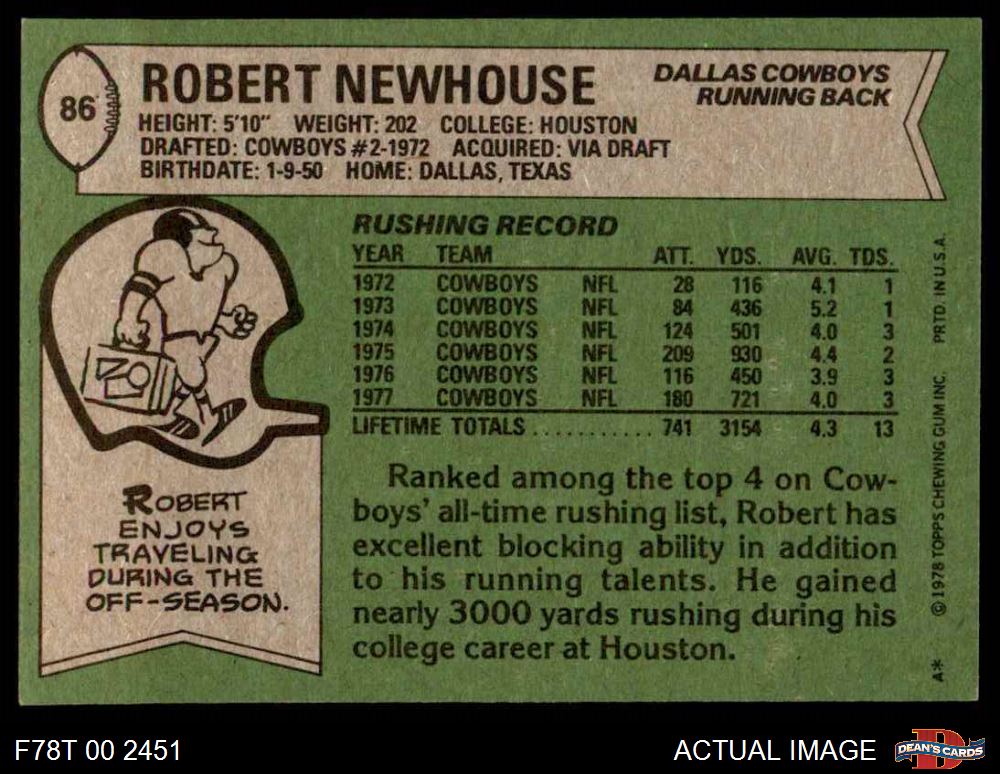 86
ROBERT NEWHOUSE
DALLAS COWBOYS
RUNNING BACK
HEIGHT: 5'10" WEIGHT: 202 COLLEGE: HOUSTON
DRAFTED: COWBOYS #2-1972 ACQUIRED: VIA DRAFT
BIRTHDATE: 1-9-50 HOME: DALLAS, TEXAS
RUSHING RECORD
YEAR TEAM ATT. YDS. AVG. TDS.
1972 COWBOYS NFL 28 116 4.1 1
1973 COWBOYS NFL 84 436 5.2 1
1974 COWBOYS NFL 124 501 4.0 3
1975 COWBOYS NFL 209 930 4.4 2
1976 COWBOYS NFL 116 450 3.9 3
1977 COWBOYS NFL 180 721 4.0 3
LIFETIME TOTALS ........... 741 3154 4.3 13
Ranked among the top 4 on Cow-
boys' all-time rushing list, Robert has
excellent blocking ability in addition
to his running talents. He gained
nearly 3000 yards rushing during his
college career at Houston.
ROBERT
ENJOYS
TRAVELING
DURING THE
OFF-SEASON.
A* © 1978 TOPPS CHEWING GUM INC. PRTD. IN U.S.A.
F78T 00 2451
ACTUAL IMAGE
D
DEAN'S CARDS